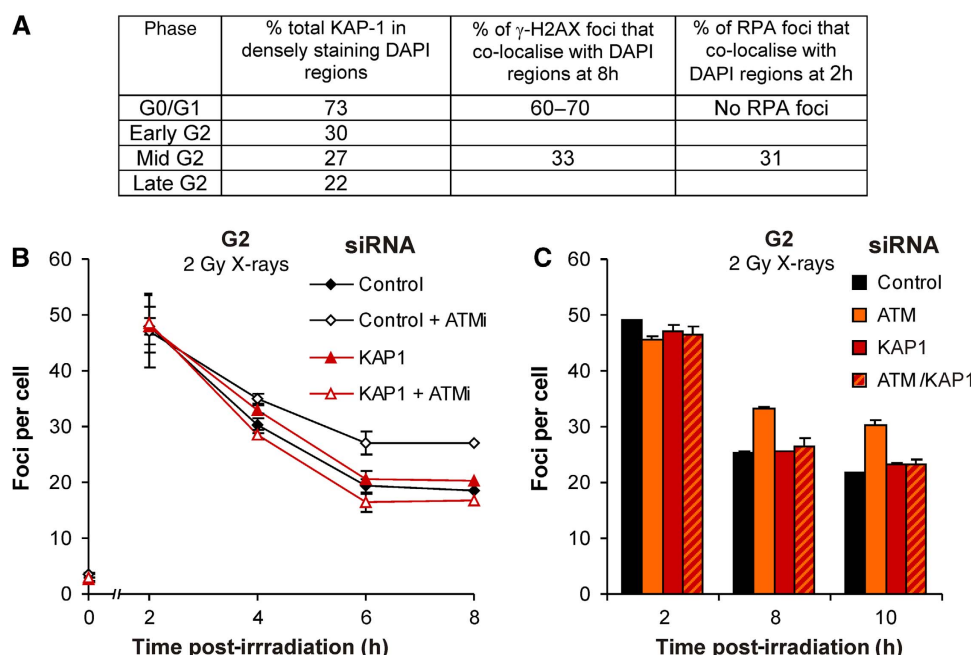 A
Phase
% total KAP-1 in
densely staining DAPI
regions
% of γ-H2AX foci that
co-localise with DAPI
regions at 8h
% of RPA foci that
co-localise with
DAPI regions at 2h
G0/G1 73 60–70 No RPA foci
Early G2 30
Mid G2 27 33 31
Late G2 22
B
G2
2 Gy X-rays
siRNA
Control
Control + ATMi
KAP1
KAP1 + ATMi
Foci per cell
60
50
40
30
20
10
0
0 2 4 6 8
Time post-irrradiation (h)
C
G2
2 Gy X-rays
siRNA
Control
ATM
KAP1
ATM/KAP1
Foci per cell
60
50
40
30
20
10
0
2 8 10
Time post-irradiation (h)